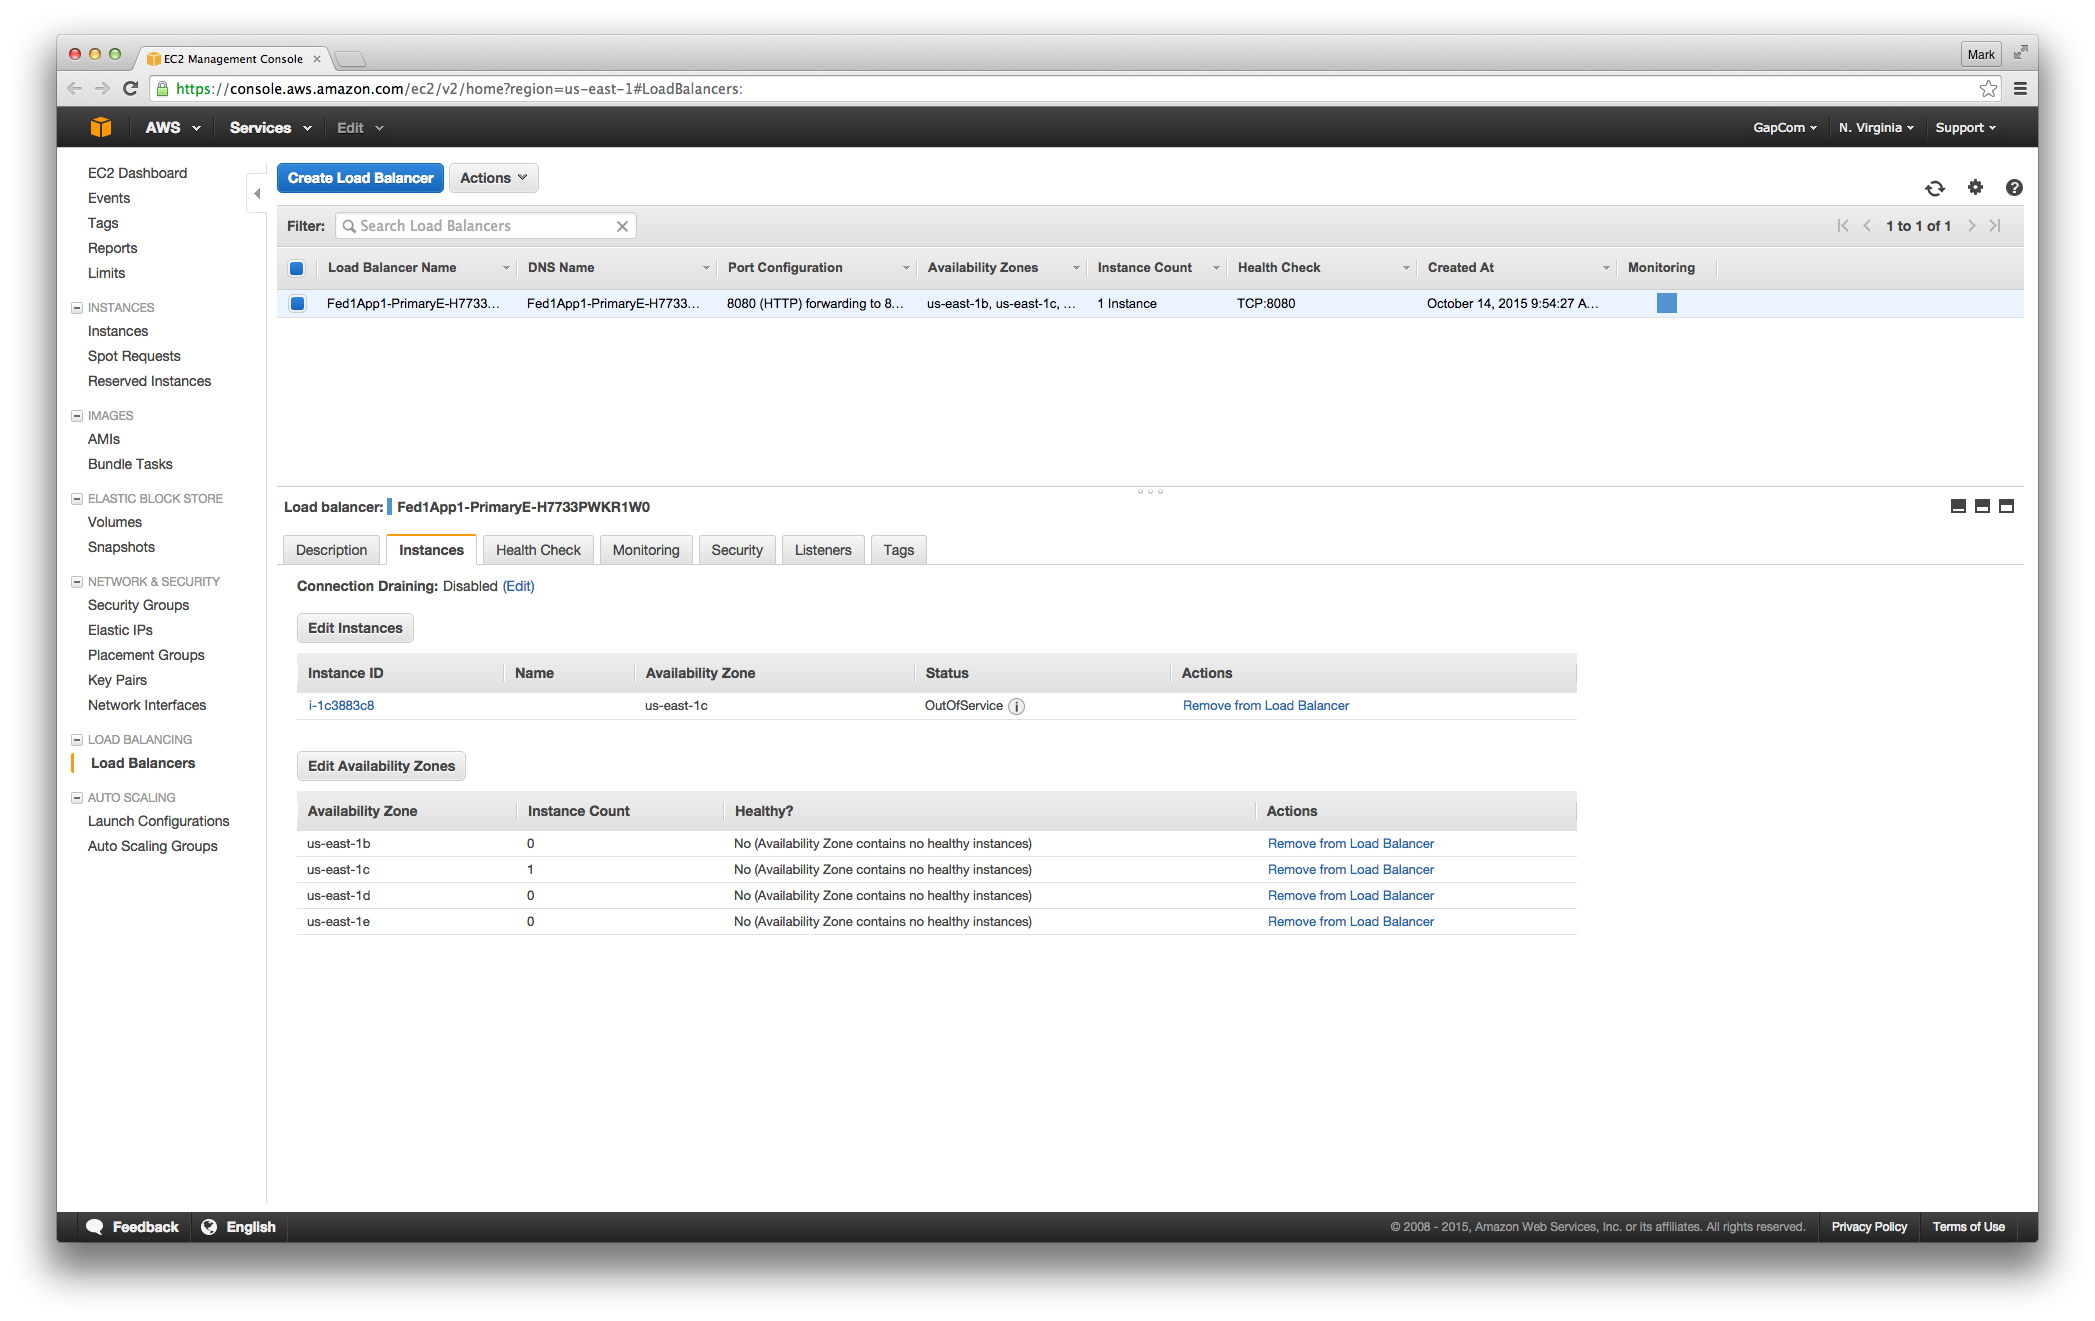 EC2 Management Console
Mark
https://console.aws.amazon.com/ec2/v2/home?region=us-east-1#LoadBalancers:
AWS Services Edit GapCom N. Virginia Support
EC2 Dashboard
Events
Tags
Reports
Limits
INSTANCES
Instances
Spot Requests
Reserved Instances
IMAGES
AMIs
Bundle Tasks
ELASTIC BLOCK STORE
Volumes
Snapshots
NETWORK & SECURITY
Security Groups
Elastic IPs
Placement Groups
Key Pairs
Network Interfaces
LOAD BALANCING
Load Balancers
AUTO SCALING
Launch Configurations
Auto Scaling Groups
Create Load Balancer Actions
Filter: Search Load Balancers 1 to 1 of 1
Load Balancer Name DNS Name Port Configuration Availability Zones Instance Count Health Check Created At Monitoring
Fed1App1-PrimaryE-H7733... Fed1App1-PrimaryE-H7733... 8080 (HTTP) forwarding to 8... us-east-1b, us-east-1c, ... 1 Instance TCP:8080 October 14, 2015 9:54:27 A...
Load balancer: Fed1App1-PrimaryE-H7733PWKR1W0
Description Instances Health Check Monitoring Security Listeners Tags
Connection Draining: Disabled (Edit)
Edit Instances
Instance ID Name Availability Zone Status Actions
i-1c3883c8 us-east-1c OutOfService Remove from Load Balancer
Edit Availability Zones
Availability Zone Instance Count Healthy? Actions
us-east-1b 0 No (Availability Zone contains no healthy instances) Remove from Load Balancer
us-east-1c 1 No (Availability Zone contains no healthy instances) Remove from Load Balancer
us-east-1d 0 No (Availability Zone contains no healthy instances) Remove from Load Balancer
us-east-1e 0 No (Availability Zone contains no healthy instances) Remove from Load Balancer
Feedback English © 2008 - 2015, Amazon Web Services, Inc. or its affiliates. All rights reserved. Privacy Policy Terms of Use